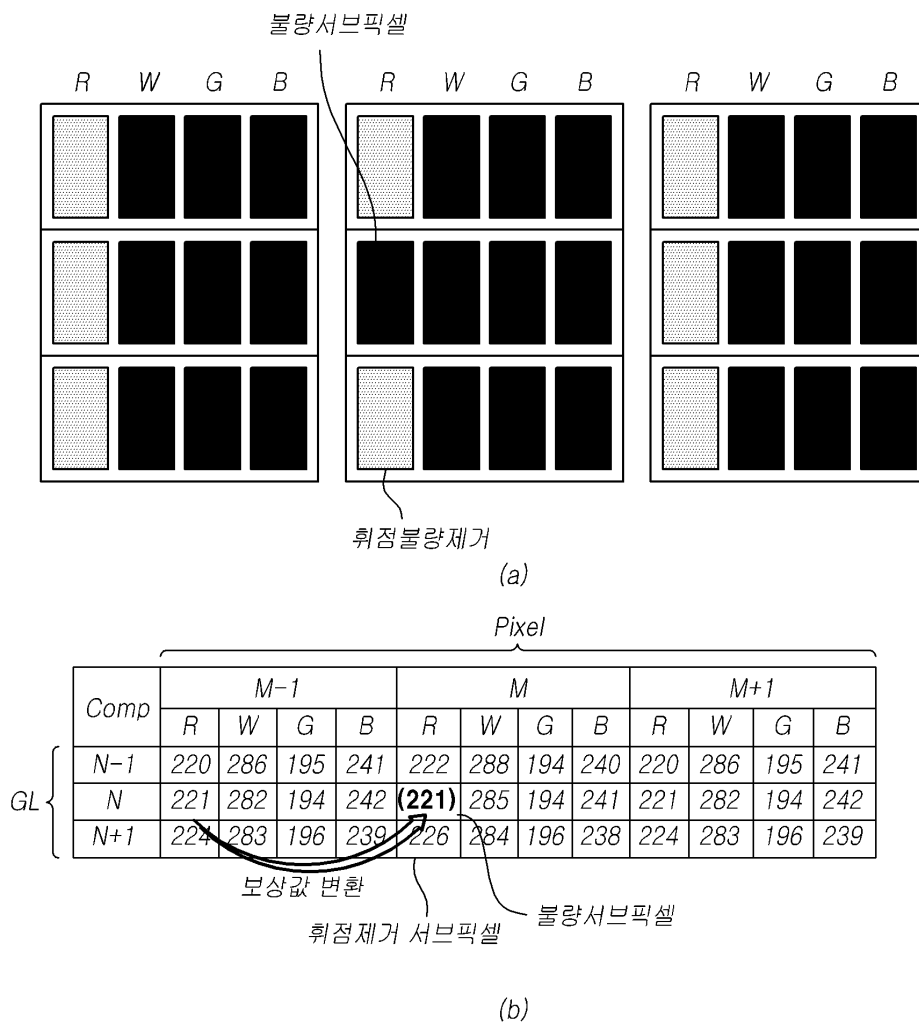 불량서브픽셀
R W G B R W G B R W G B
휘점불량제거
(a)
Pixel
Comp M-1 M M+1
R W G B R W G B R W G B
GL
N-1 220 286 195 241 222 288 194 240 220 286 195 241
N 221 282 194 242 (221) 285 194 241 221 282 194 242
N+1 224 283 196 239 226 284 196 238 224 283 196 239
보상값 변환
휘점제거 서브픽셀
불량서브픽셀
(b)